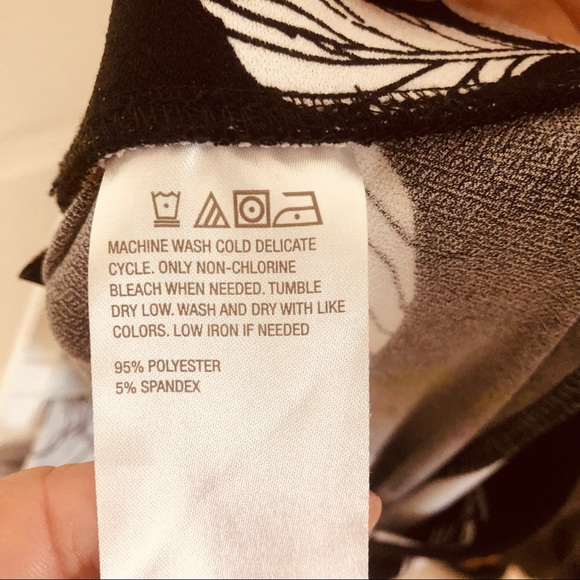 MACHINE WASH COLD DELICATE
CYCLE. ONLY NON-CHLORINE
BLEACH WHEN NEEDED. TUMBLE
DRY LOW. WASH AND DRY WITH LIKE
COLORS. LOW IRON IF NEEDED
95% POLYESTER
5% SPANDEX